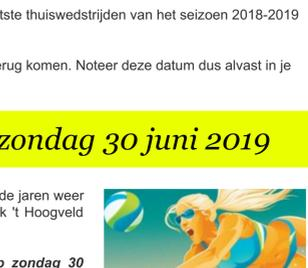 tste thuiswedstrijden van het seizoen 2018-2019
erug komen. Noteer deze datum dus alvast in je
zondag 30 juni 2019
de jaren weer
k 't Hoogveld
p zondag 30